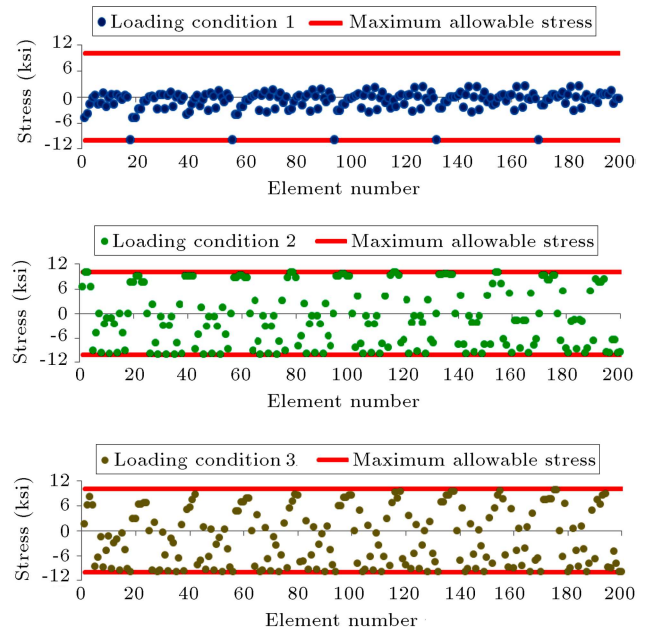 Loading condition 1 Maximum allowable stress
12
6
0
-6
-12
Stress (ksi)
0 20 40 60 80 100 120 140 160 180 200
Element number
Loading condition 2 Maximum allowable stress
12
6
0
-6
-12
Stress (ksi)
0 20 40 60 80 100 120 140 160 180 200
Element number
Loading condition 3 Maximum allowable stress
12
6
0
-6
-12
Stress (ksi)
0 20 40 60 80 100 120 140 160 180 200
Element number